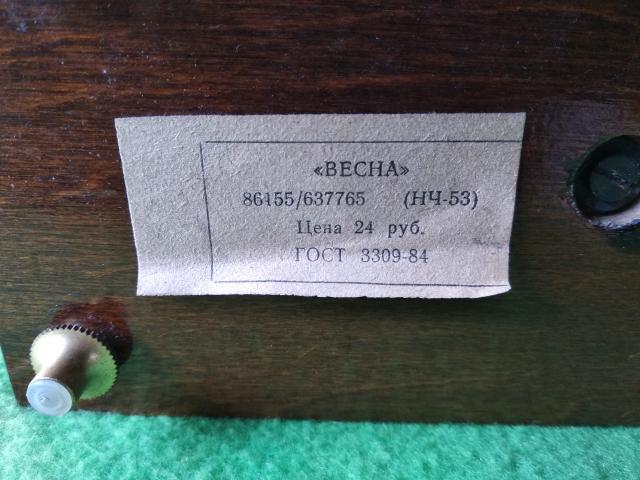 «ВЕСНА»
86155/637765 (НЧ-53)
Цена 24 руб.
ГОСТ 3309-84